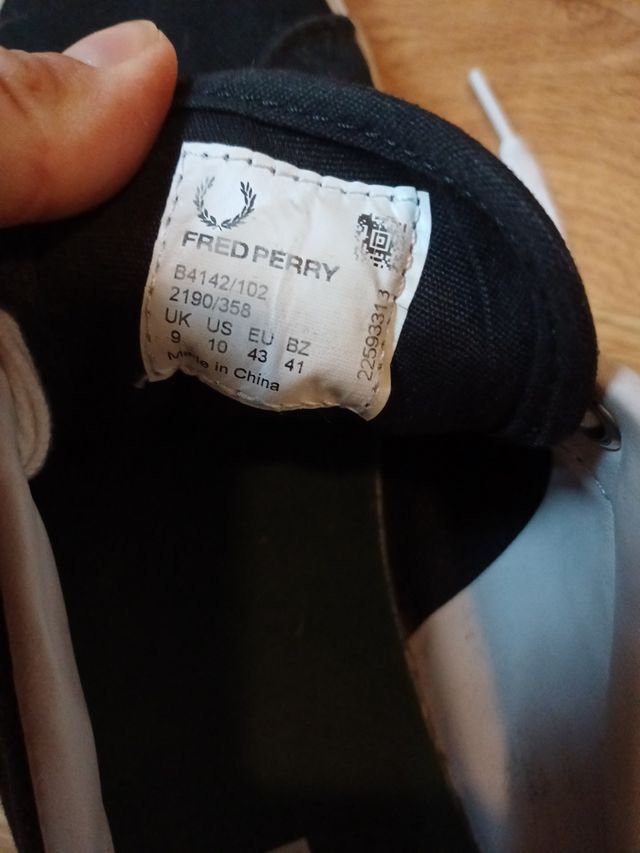 FRED PERRY
B4142/102
2190/358
UK US EU BZ
9 10 43 41
Made in China
22593313